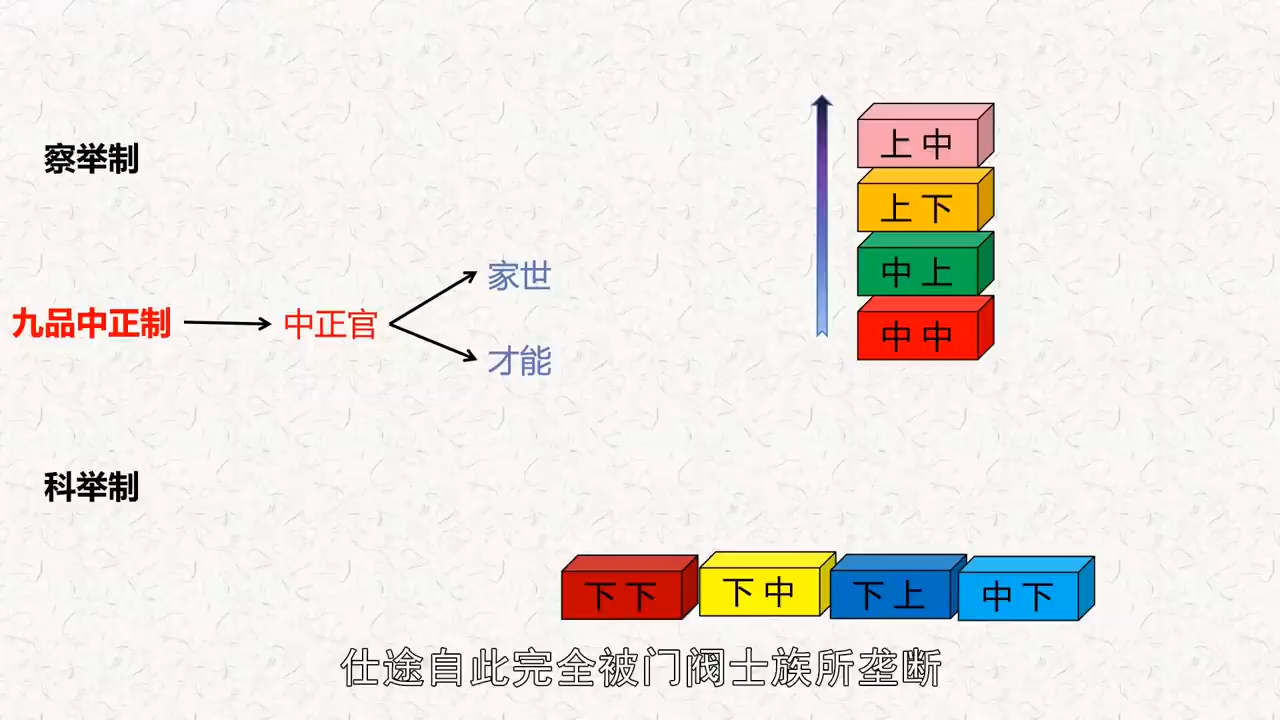 察举制
九品中正制
中正官
家世
才能
科举制
上中
上下
中上
中中
下下
下中
下上
中下
仕途自此完全被门阀士族所垄断